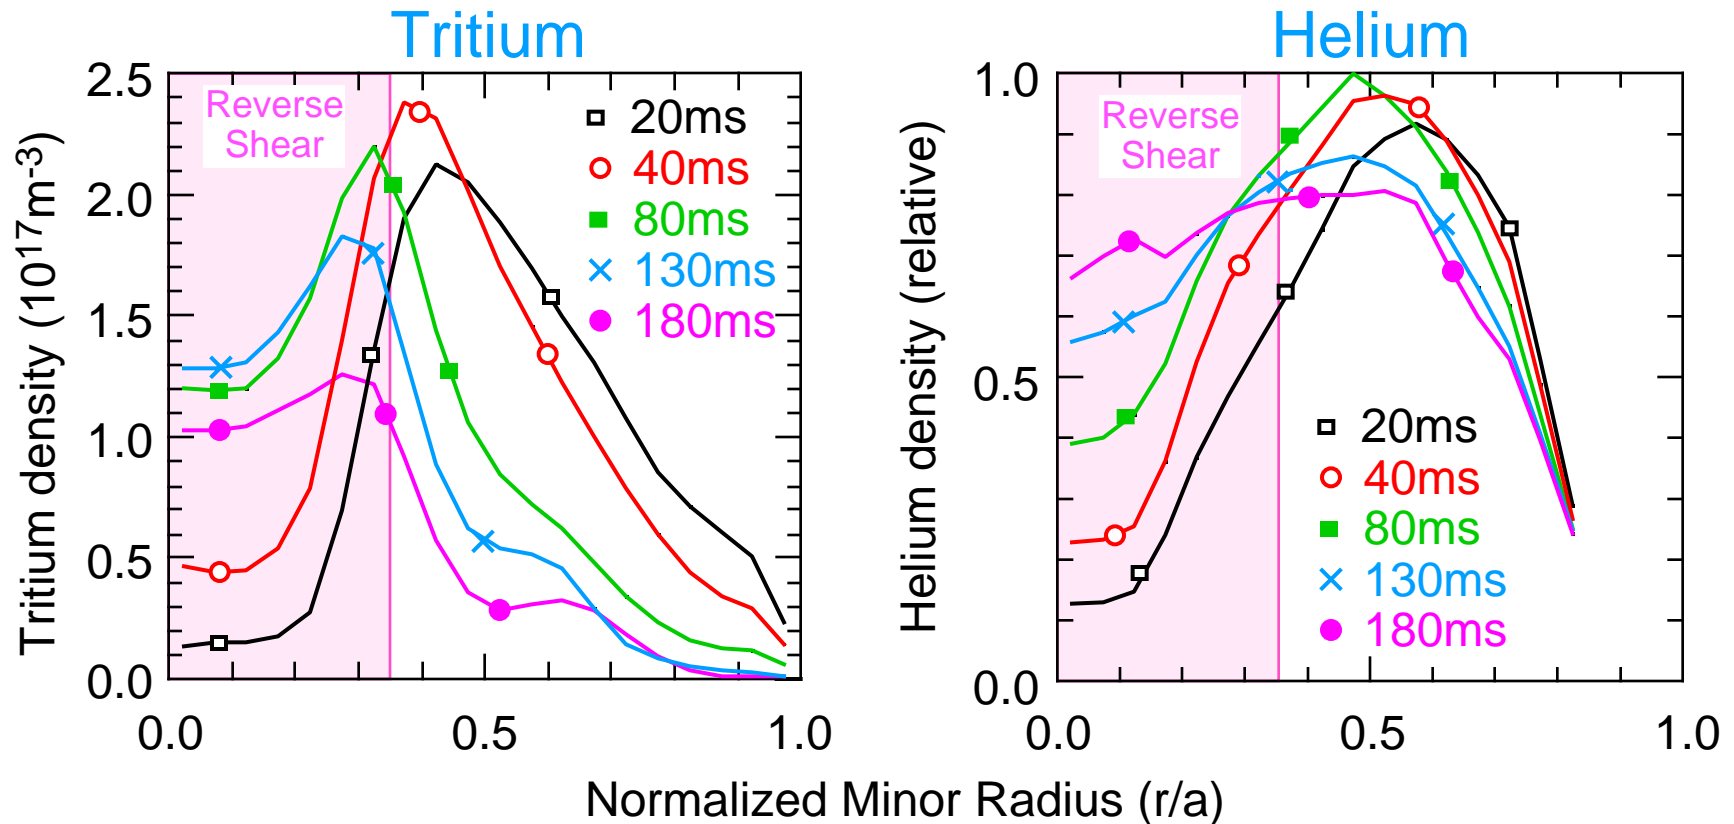 Tritium
Tritium density (10¹⁷m⁻³)
2.5
2.0
1.5
1.0
0.5
0.0
Reverse
Shear
20ms
40ms
80ms
130ms
180ms
0.0 0.5 1.0
Helium
Helium density (relative)
1.0
0.5
0.0
Reverse
Shear
20ms
40ms
80ms
130ms
180ms
0.0 0.5 1.0
Normalized Minor Radius (r/a)